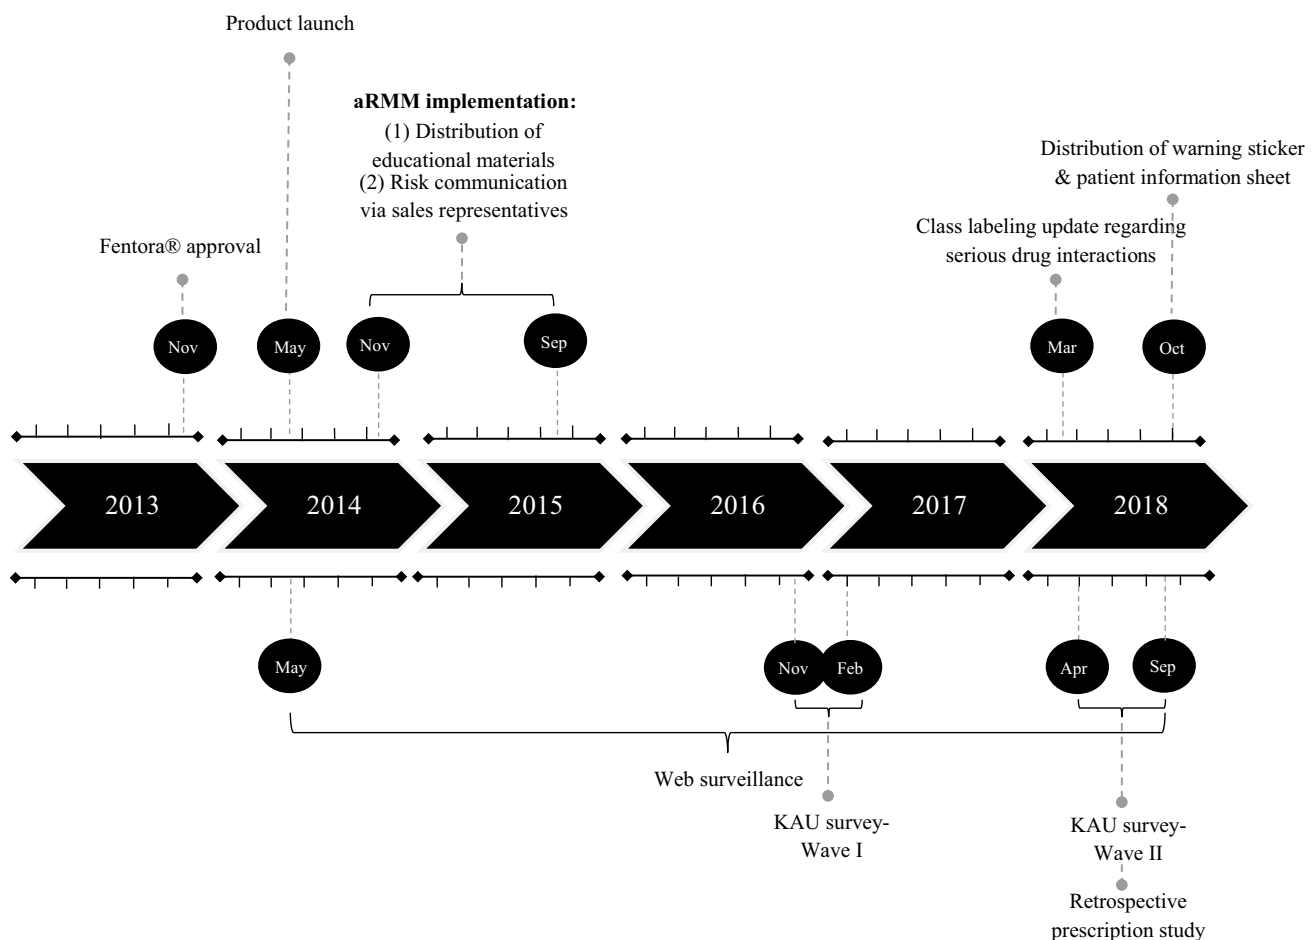 Product launch
aRMM implementation:
(1) Distribution of
educational materials
(2) Risk communication
via sales representatives
Distribution of warning sticker
& patient information sheet
Class labeling update regarding
serious drug interactions
Fentora® approval
Nov
May
Nov
Sep
Mar
Oct
2013
2014
2015
2016
2017
2018
May
Nov
Feb
Apr
Sep
Web surveillance
KAU survey-
Wave I
KAU survey-
Wave II
Retrospective
prescription study